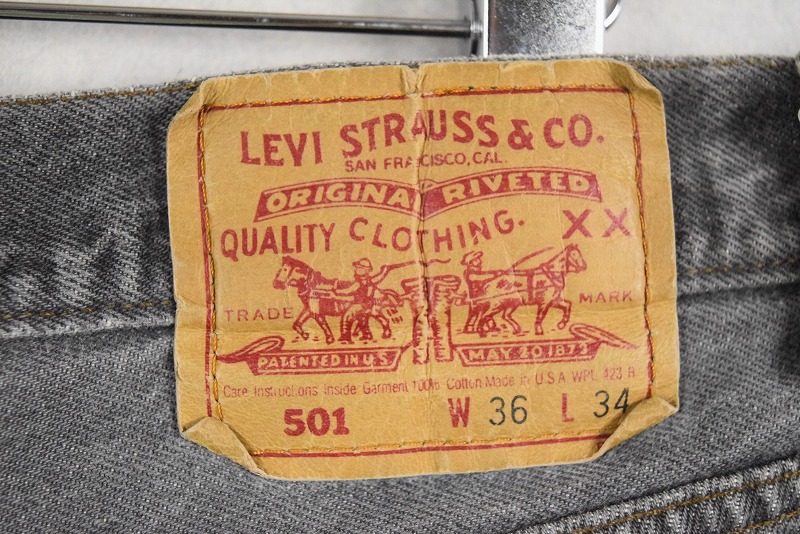 LEVI STRAUSS & CO.
SAN FRANCISCO, CAL.
ORIGINAL RIVETED
QUALITY CLOTHING. XX
TRADE MARK
PATENTED IN U.S. MAY 20 1873
Care Instructions Inside Garment 100% Cotton Made in U.S.A. WPL 423 R
501 W 36 L 34